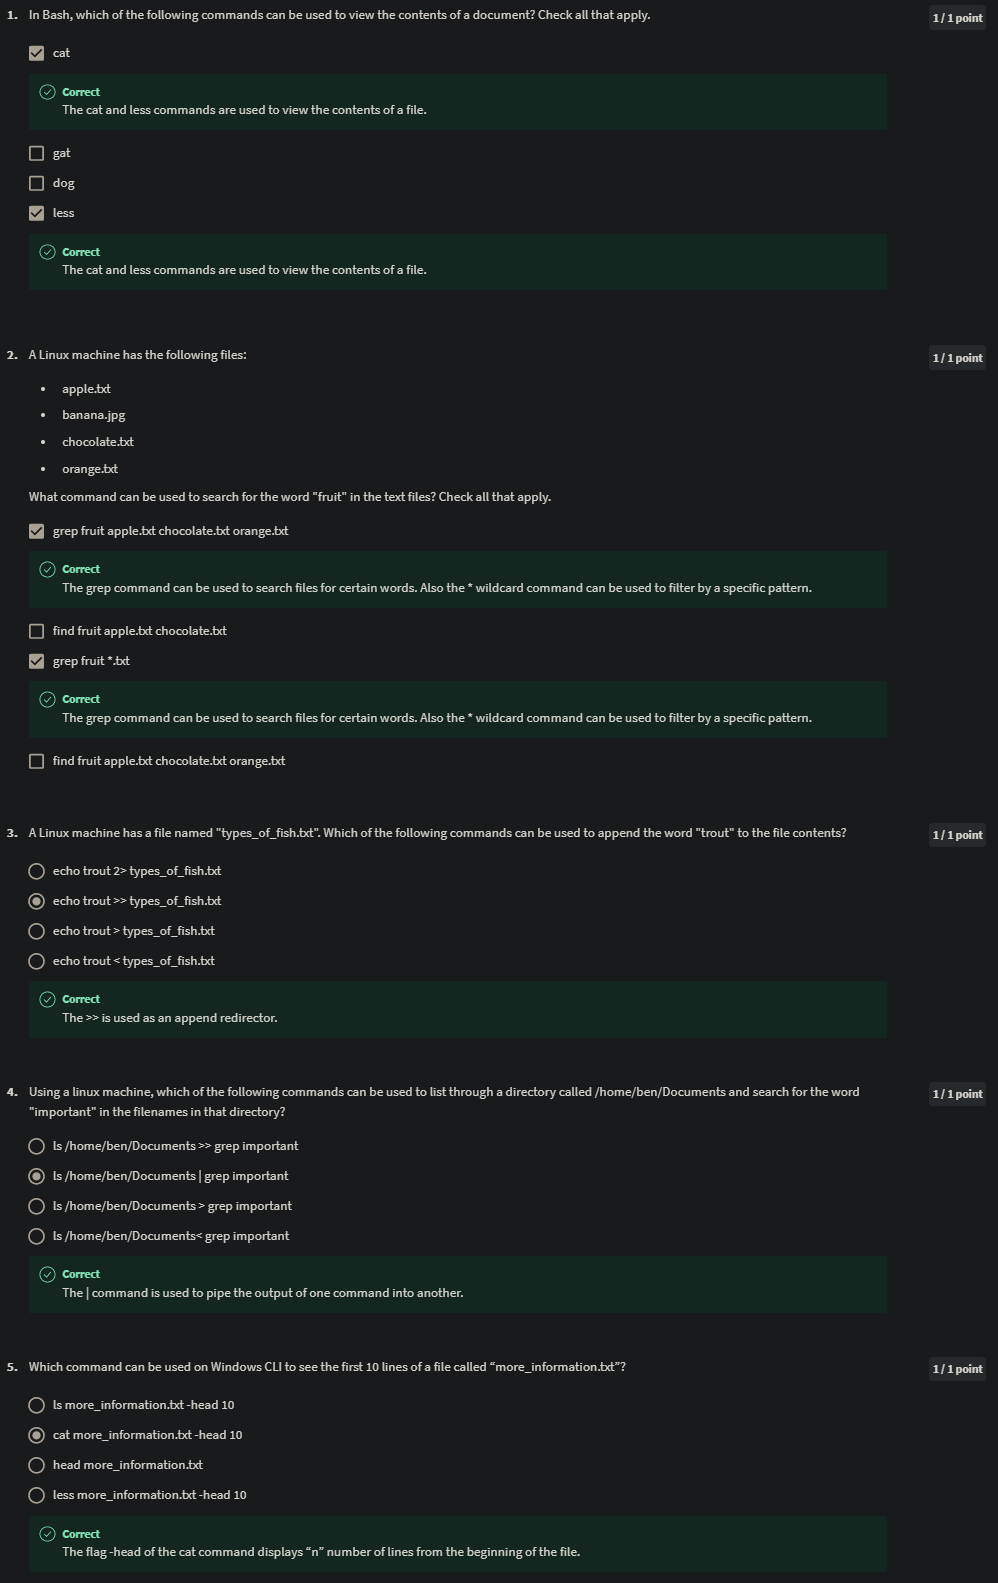 1. In Bash, which of the following commands can be used to view the contents of a document? Check all that apply.
1 / 1 point
cat
Correct
The cat and less commands are used to view the contents of a file.
gat
dog
less
Correct
The cat and less commands are used to view the contents of a file.
2. A Linux machine has the following files:
1 / 1 point
• apple.txt
• banana.jpg
• chocolate.txt
• orange.txt
What command can be used to search for the word "fruit" in the text files? Check all that apply.
grep fruit apple.txt chocolate.txt orange.txt
Correct
The grep command can be used to search files for certain words. Also the * wildcard command can be used to filter by a specific pattern.
find fruit apple.txt chocolate.txt
grep fruit *.txt
Correct
The grep command can be used to search files for certain words. Also the * wildcard command can be used to filter by a specific pattern.
find fruit apple.txt chocolate.txt orange.txt
3. A Linux machine has a file named "types_of_fish.txt". Which of the following commands can be used to append the word "trout" to the file contents?
1 / 1 point
echo trout 2> types_of_fish.txt
echo trout >> types_of_fish.txt
echo trout > types_of_fish.txt
echo trout < types_of_fish.txt
Correct
The >> is used as an append redirector.
4. Using a linux machine, which of the following commands can be used to list through a directory called /home/ben/Documents and search for the word
"important" in the filenames in that directory?
1 / 1 point
ls /home/ben/Documents >> grep important
ls /home/ben/Documents | grep important
ls /home/ben/Documents > grep important
ls /home/ben/Documents< grep important
Correct
The | command is used to pipe the output of one command into another.
5. Which command can be used on Windows CLI to see the first 10 lines of a file called “more_information.txt”?
1 / 1 point
ls more_information.txt -head 10
cat more_information.txt -head 10
head more_information.txt
less more_information.txt -head 10
Correct
The flag -head of the cat command displays “n” number of lines from the beginning of the file.